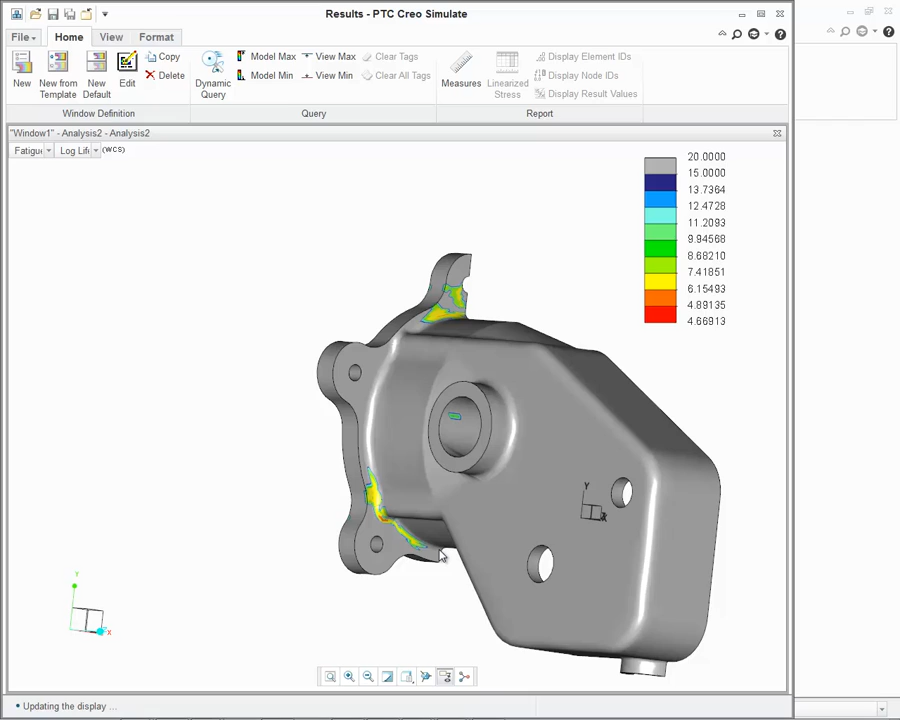 Results - PTC Creo Simulate
File Home View Format
New
New from Template
New Default
Edit
Copy
Delete
Window Definition
Dynamic Query
Model Max
View Max
Clear Tags
Model Min
View Min
Clear All Tags
Query
Measures
Linearized Stress
Display Element IDs
Display Node IDs
Display Result Values
Report
"Window1" - Analysis2 - Analysis2
Fatigu Log Lif (WCS)
20.0000
15.0000
13.7364
12.4728
11.2093
9.94568
8.68210
7.41851
6.15493
4.89135
4.66913
Y
Y
X
Updating the display ...